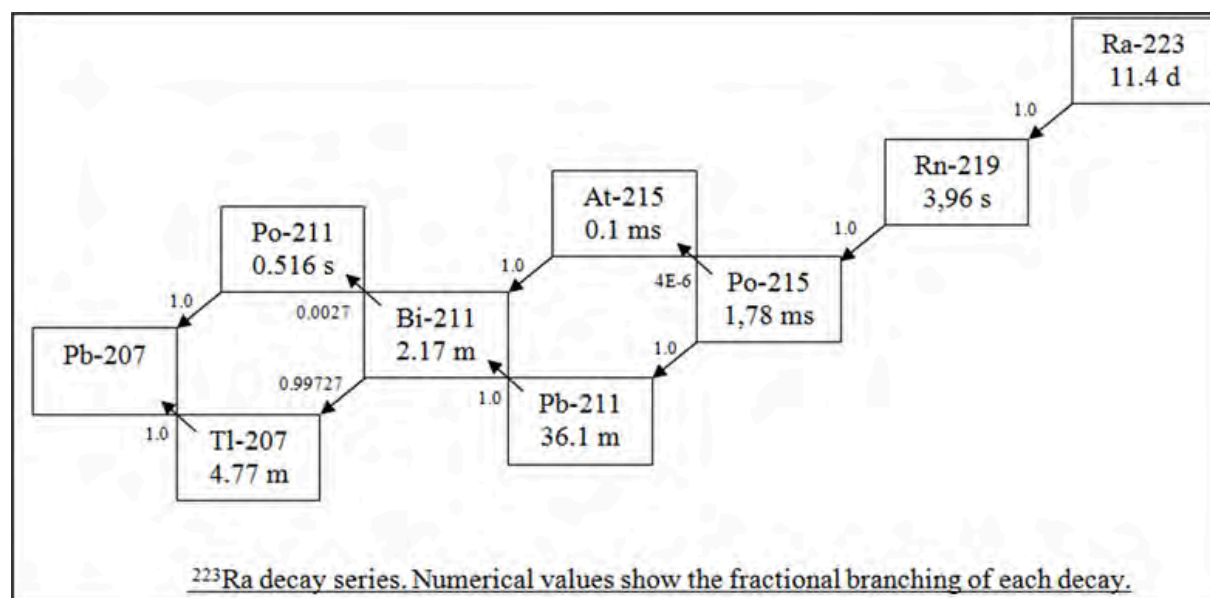 Ra-223
11.4 d
1.0
Rn-219
3,96 s
1.0
At-215
0.1 ms
4E-6
Po-215
1,78 ms
1.0
1.0
Po-211
0.516 s
0.0027
Bi-211
2.17 m
1.0
Pb-211
36.1 m
1.0
Pb-207
0.99727
1.0
Tl-207
4.77 m
223Ra decay series. Numerical values show the fractional branching of each decay.